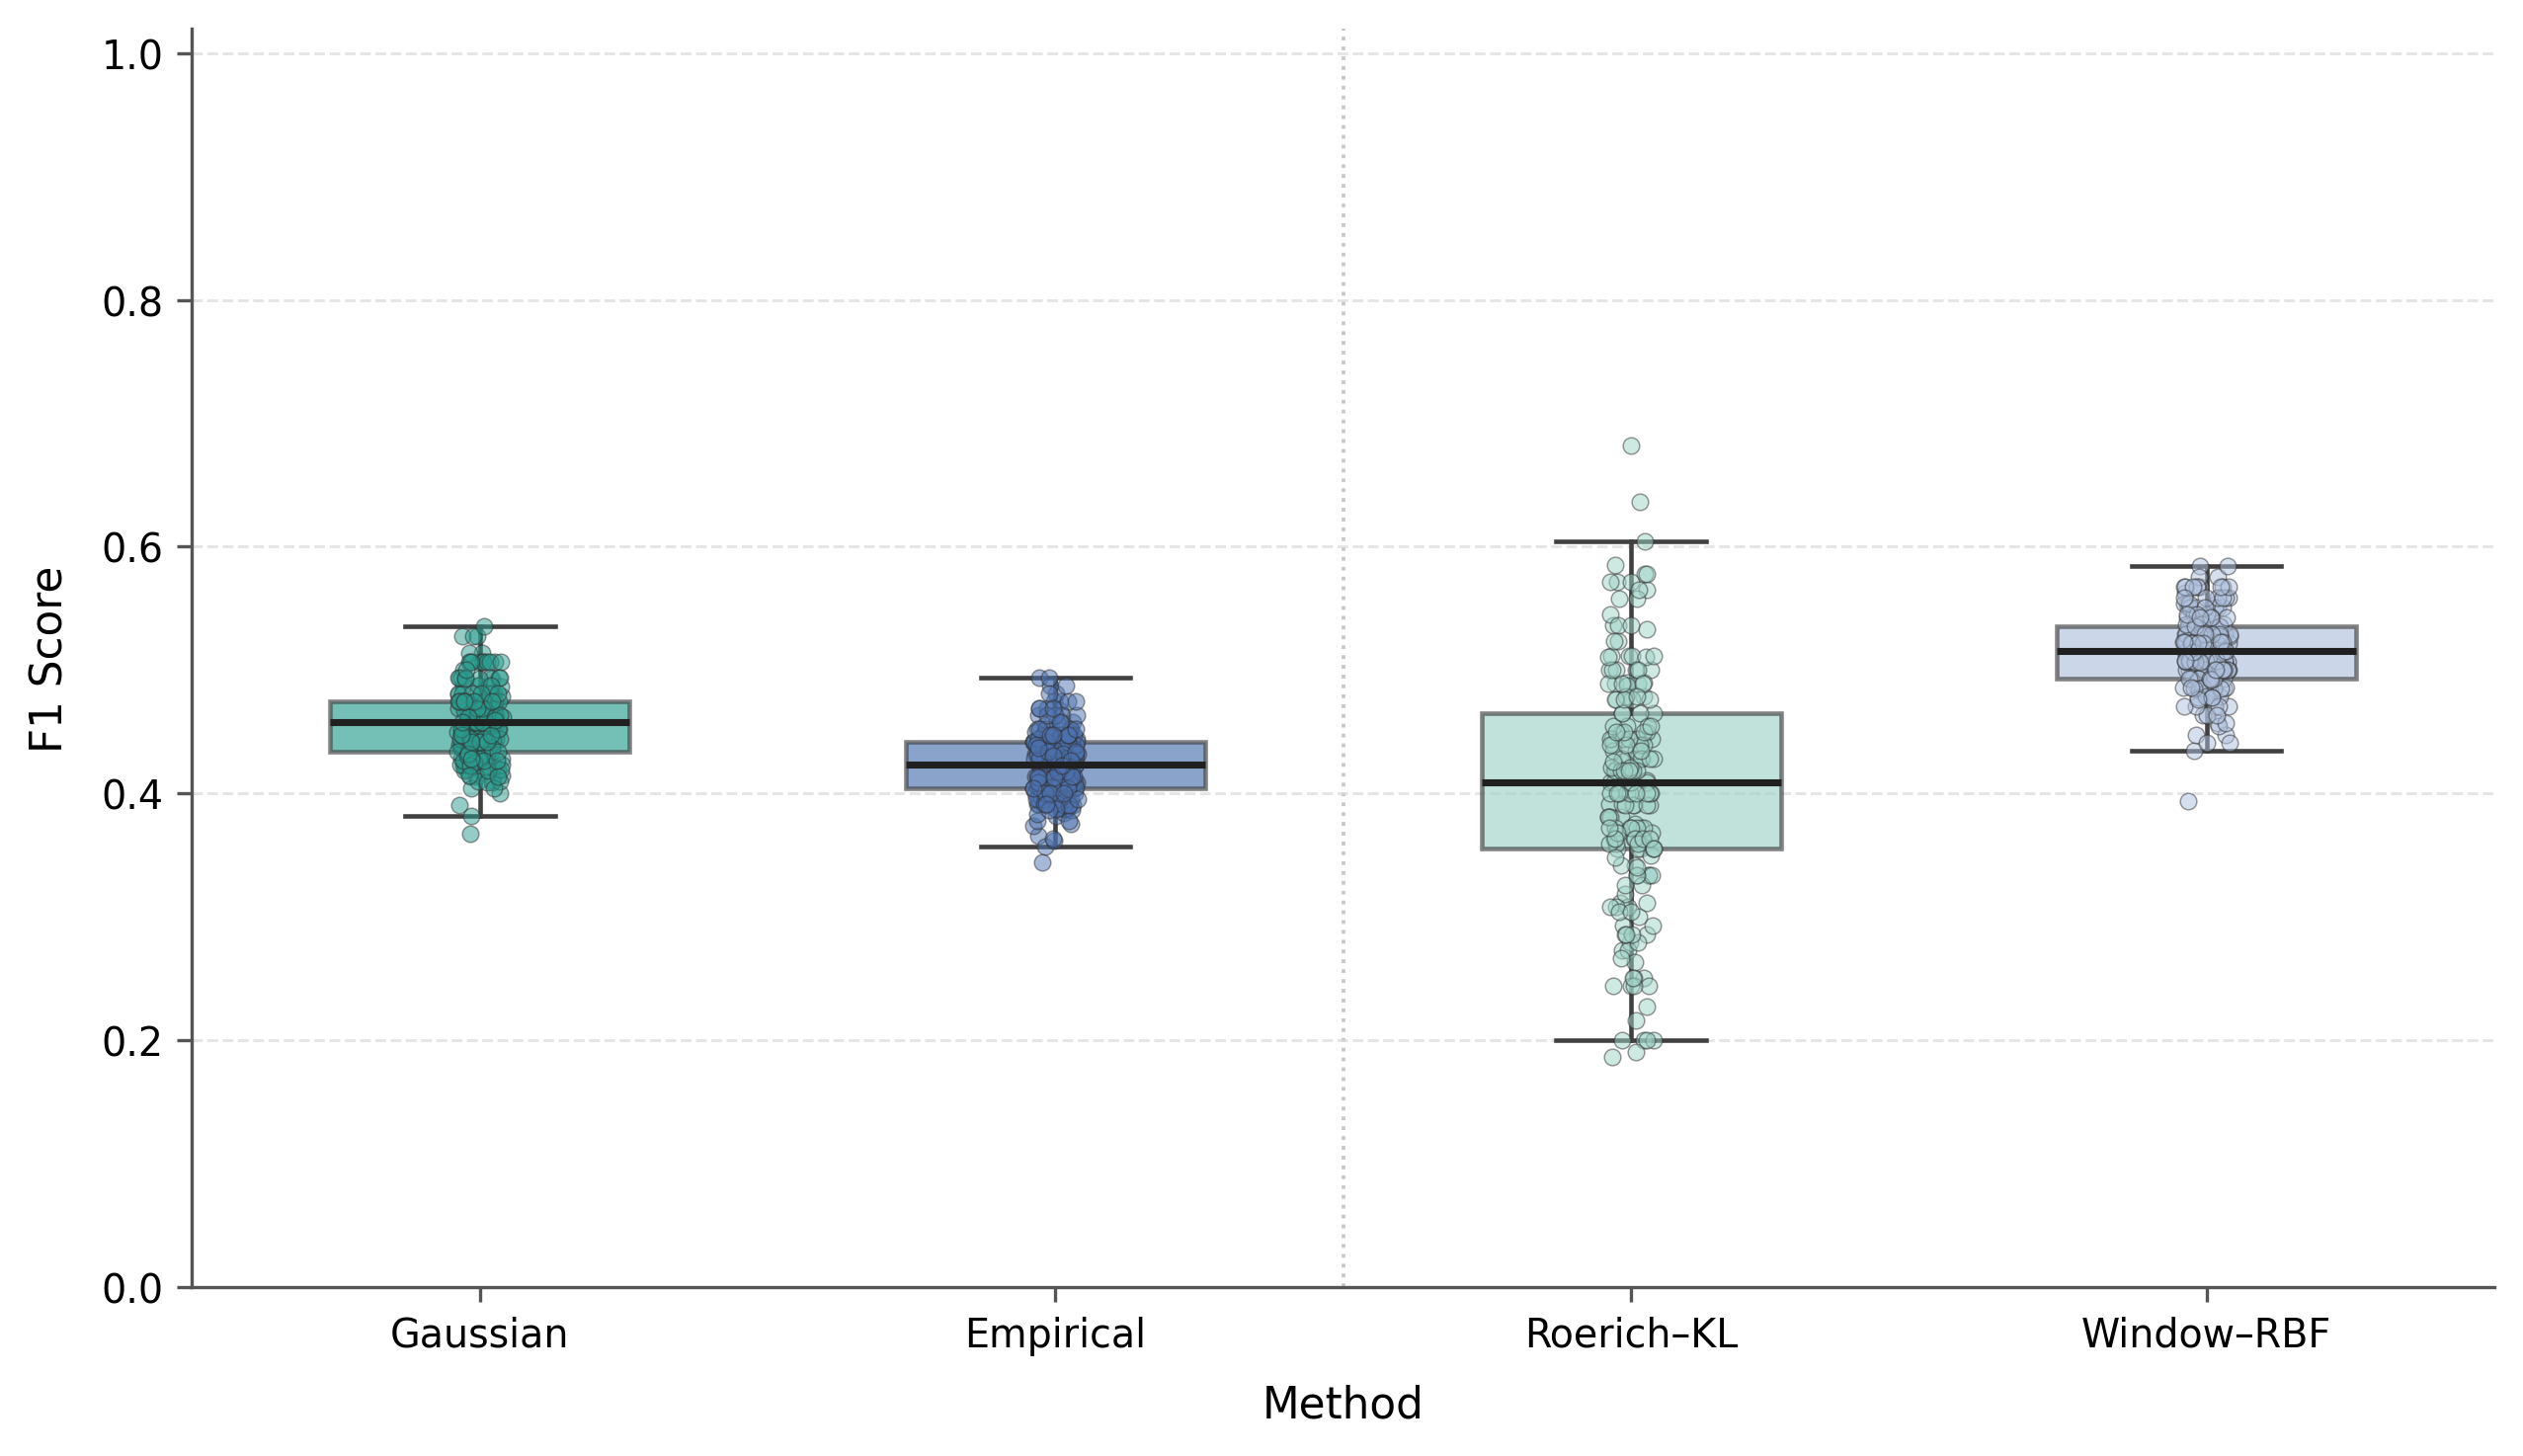 1.0
0.8
0.6
0.4
0.2
0.0
F1 Score
Gaussian
Empirical
Roerich–KL
Window–RBF
Method